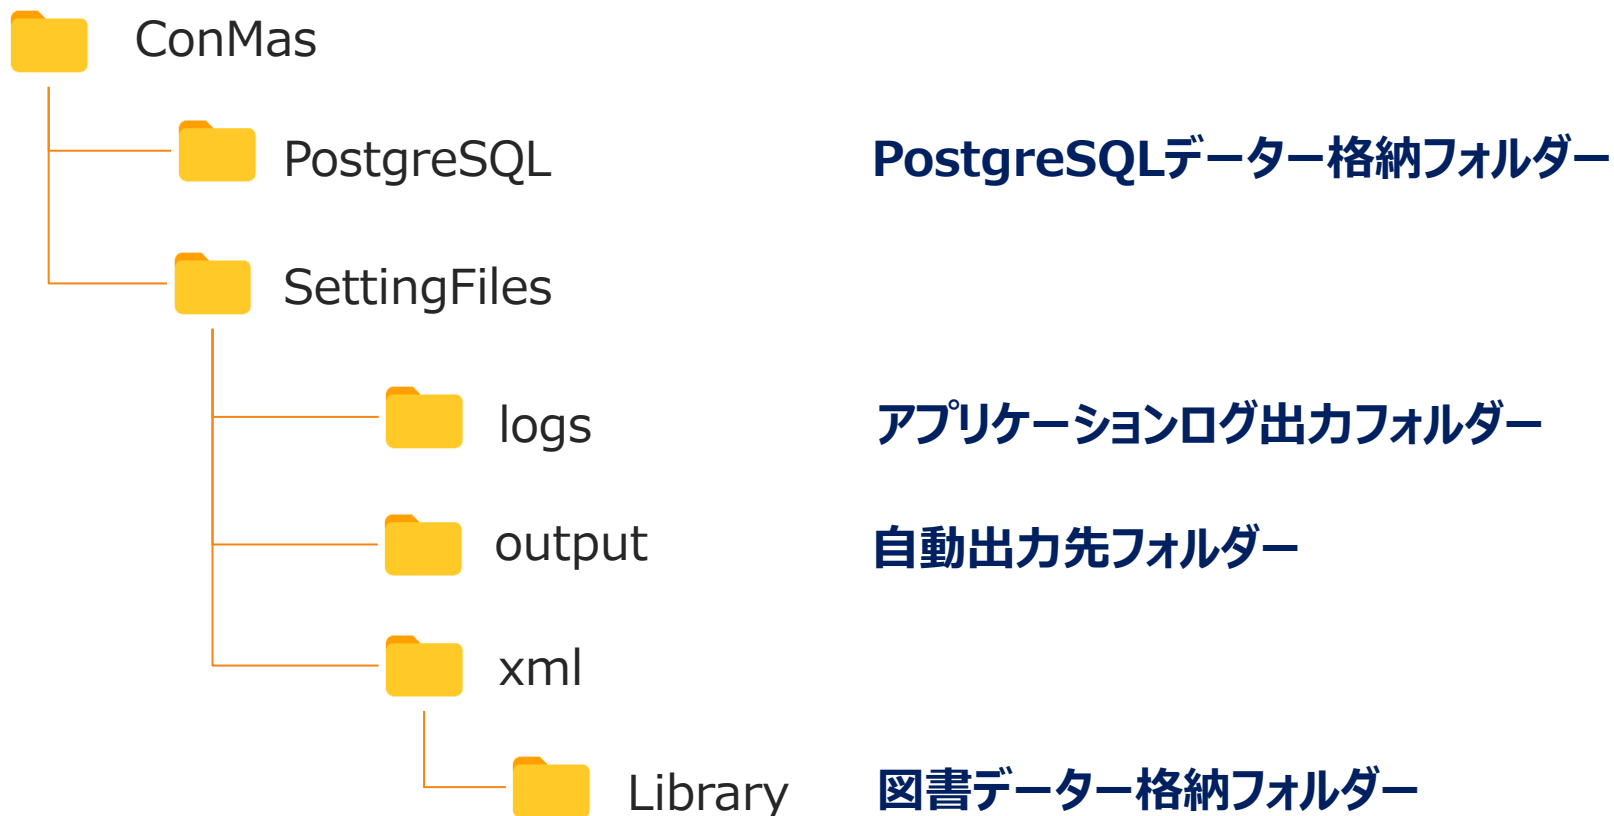 ConMas
PostgreSQL PostgreSQLデーター格納フォルダー
SettingFiles
logs アプリケーションログ出力フォルダー
output 自動出力先フォルダー
xml
Library 図書データー格納フォルダー